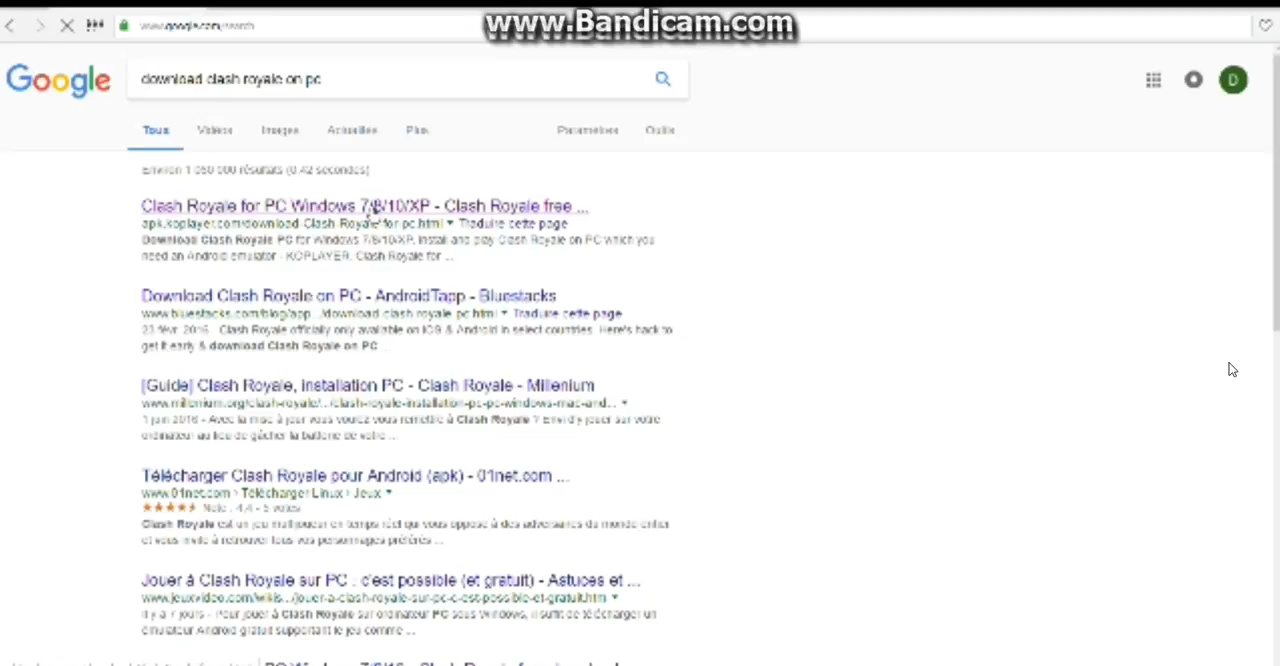 www.Bandicam.com
www.google.com/search
Google
download clash royale on pc
D
Tous Vidéos Images Actualités Plus Paramètres Outils
Environ 1 050 000 résultats (0,42 secondes)
Clash Royale for PC Windows 7/8/10/XP - Clash Royale free ...
apk.koplayer.com/download-Clash-Royale-for-pc.html ▾ Traduire cette page
Download Clash Royale PC for Windows 7/8/10/XP. Install and play Clash Royale on PC which you
need an Android emulator - KOPLAYER. Clash Royale for ...
Download Clash Royale on PC - AndroidTapp - Bluestacks
www.bluestacks.com/blog/app.../download-clash-royale-pc.html ▾ Traduire cette page
23 févr. 2016 - Clash Royale officially only available on iOS & Android in select countries. Here's hack to
get it early & download Clash Royale on PC ...
[Guide] Clash Royale, installation PC - Clash Royale - Millenium
www.millenium.org/clash-royale/.../clash-royale-installation-pc-pc-windows-mac-and... ▾
1 juin 2016 - Avec la mise à jour vous voulez vous remettre à Clash Royale ? Envi d'y jouer sur votre
ordinateur au lieu de gâcher la batterie de votre ...
Télécharger Clash Royale pour Android (apk) - 01net.com ...
www.01net.com › Télécharger Linux › Jeux ▾
Note : 4,4 - 5 votes
Clash Royale est un jeu multijoueur en temps réel qui vous oppose à des adversaires du monde entier
et vous invite à retrouver tous vos personnages préférés ...
Jouer à Clash Royale sur PC : c'est possible (et gratuit) - Astuces et ...
www.jeuxvideo.com/wikis.../jouer-a-clash-royale-sur-pc-c-est-possible-et-gratuit.htm ▾
Il y a 7 jours - Pour jouer à Clash Royale sur ordinateur PC sous Windows, il suffit de télécharger un
émulateur Android gratuit supportant le jeu comme ...